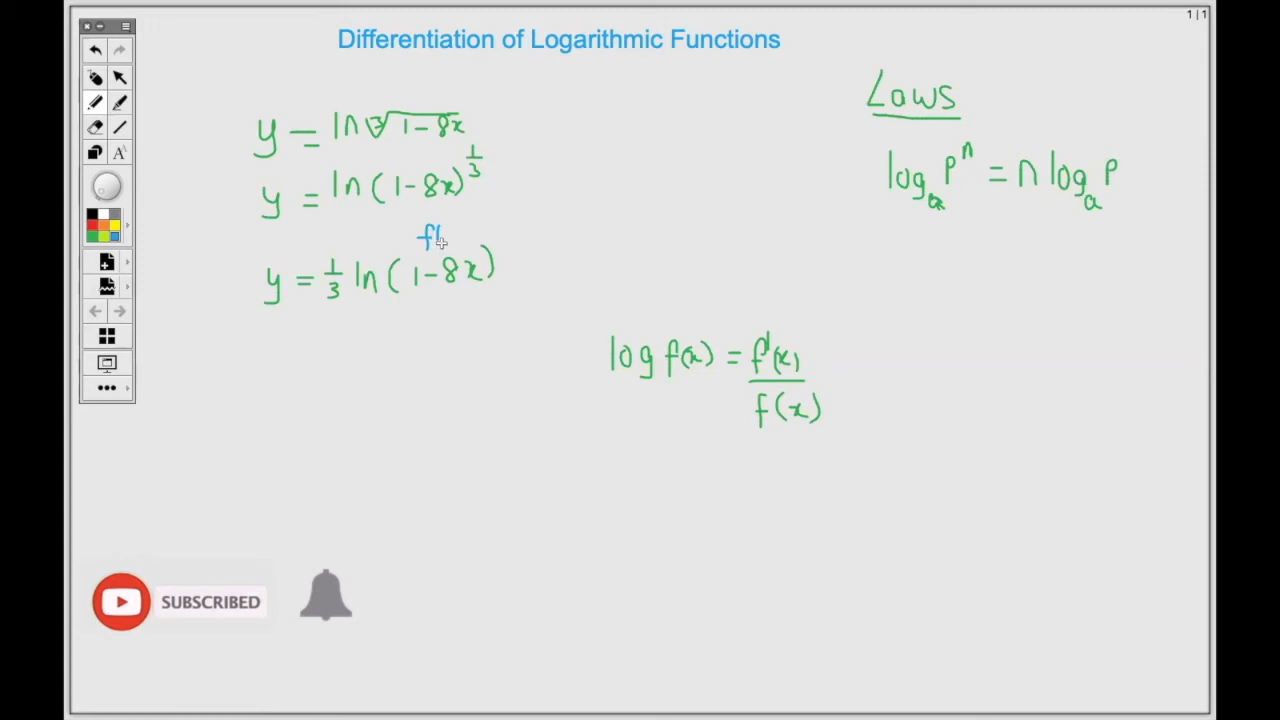 1 | 1
Differentiation of Logarithmic Functions
y = ln ∛(1-8x)
y = ln (1-8x)^(1/3)
f(
y = 1/3 ln (1-8x)
Laws
log_a P^n = n log_a P
log f(x) = f'(x) / f(x)
A
SUBSCRIBED